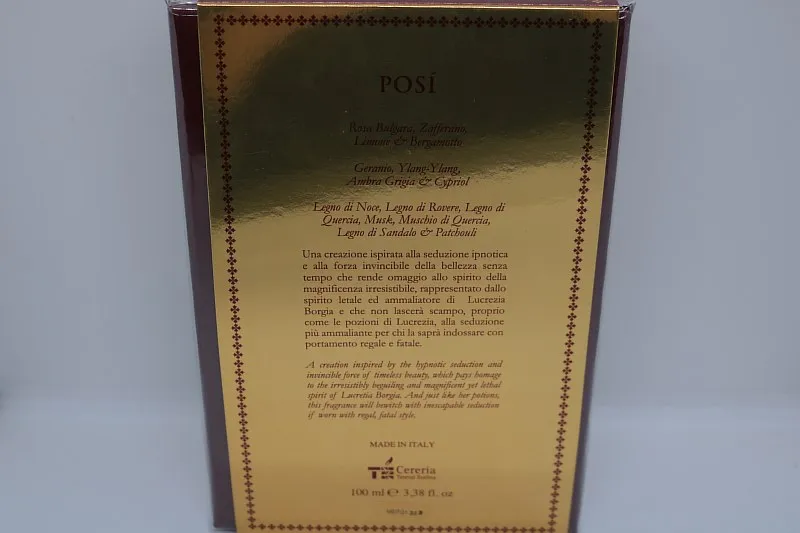 POSÍ
Rosa Bulgara, Zafferano,
Limone & Bergamotto
Geranio, Ylang-Ylang,
Ambra Grigia & Cypriol
Legno di Noce, Legno di Rovere, Legno di
Quercia, Musk, Muschio di Quercia,
Legno di Sandalo & Patchouli
Una creazione ispirata alla seduzione ipnotica
e alla forza invincibile della bellezza senza
tempo che rende omaggio allo spirito della
magnificenza irresistibile, rappresentato dallo
spirito letale ed ammaliatore di Lucrezia
Borgia e che non lascerà scampo, proprio
come le pozioni di Lucrezia, alla seduzione
più ammaliante per chi la saprà indossare con
portamento regale e fatale.
A creation inspired by the hypnotic seduction and
invincible force of timeless beauty, which pays homage
to the irresistibly beguiling and magnificent yet lethal
spirit of Lucretia Borgia. And just like her potions,
this fragrance will bewitch with inescapable seduction
if worn with regal, fatal style.
MADE IN ITALY
Cereria
100 ml ℮ 3,38 fl. oz